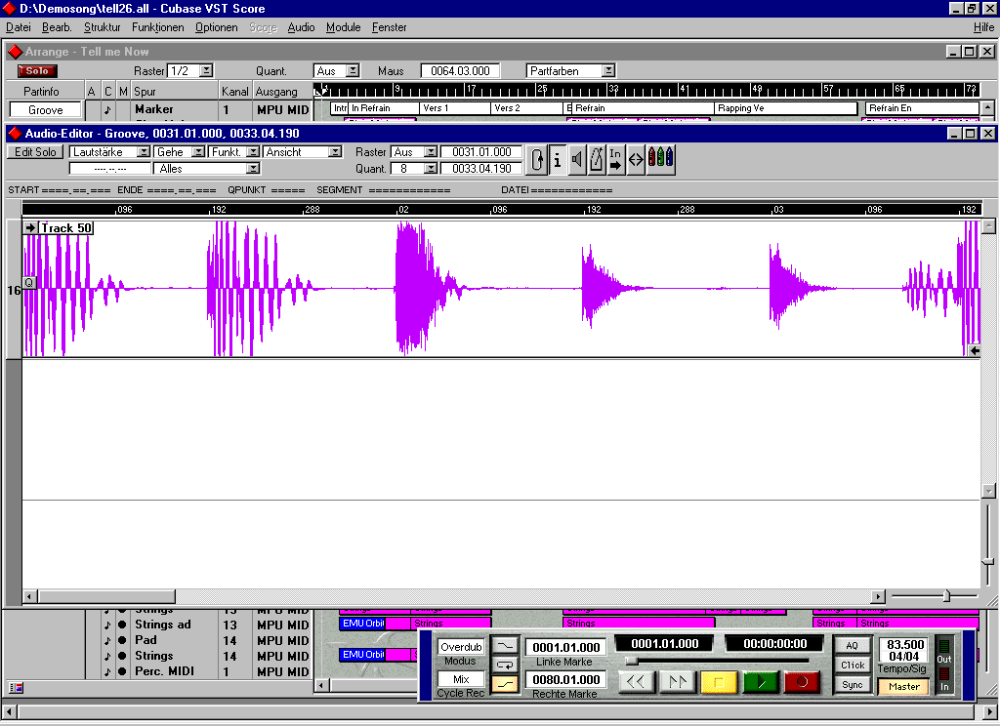 D:\Demosong\tell26.all - Cubase VST Score
Datei Bearb. Struktur Funktionen Optionen Score Audio Module Fenster Hilfe
Arrange - Tell me Now
Solo Raster 1/2 Quant. Aus Maus 0064.03.000 Partfarben
Partinfo A C M Spur Kanal Ausgang 1 9 17 25 33 41 49 57 65 73
Groove Marker 1 MPU MID Intr In Refrain Vers 1 Vers 2 Refrain Rapping Ve Refrain En
Audio-Editor - Groove, 0031.01.000, 0033.04.190
Edit Solo Lautstärke Gehe Funkt. Ansicht Raster Aus 0031.01.000 i In
----.--.--- Alles Quant. 8 0033.04.190
START ====.==.=== ENDE ====.==.=== QPUNKT ===== SEGMENT ============ DATEI ============
,096 ,192 ,288 ,02 ,096 ,192 ,288 ,03 ,096 ,192
Track 50
Q
16
Strings 13 MPU MID Strings Strings Strings Strings
Strings ad 13 MPU MID EMU Orbit Strings Strings Strings Strings
Pad 14 MPU MID
Strings 14 MPU MID EMU Orbit Strings
Perc. MIDI 1 MPU MID
Overdub 0001.01.000 0001.01.000 00:00:00:00 AQ 83.500
04/04
Modus Linke Marke Click Tempo/Sig Out
Mix 0080.01.000 Sync Master In
Cycle Rec Rechte Marke